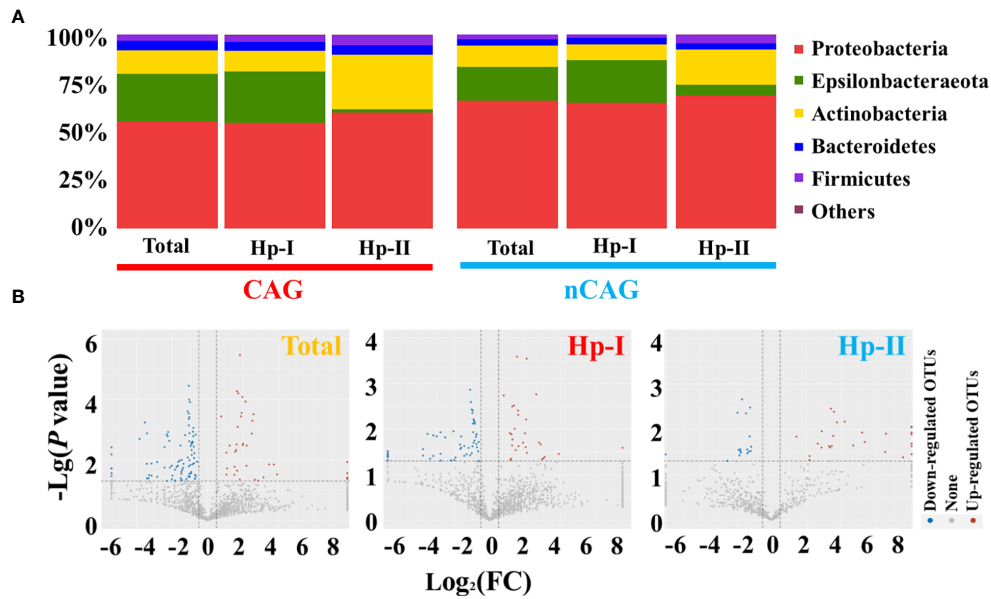 A
100%
75%
50%
25%
0%
Total
Hp-I
Hp-II
Total
Hp-I
Hp-II
CAG
nCAG
Proteobacteria
Epsilonbacteraeota
Actinobacteria
Bacteroidetes
Firmicutes
Others
B
-Lg(P value)
6
4
2
0
Total
-6 -4 -2 0 2 4 6 8
4
3
2
1
0
Hp-I
-6 -4 -2 0 2 4 6 8
4
3
2
1
0
Hp-II
-6 -4 -2 0 2 4 6 8
Log₂(FC)
Down-regulated OTUs
None
Up-regulated OTUs